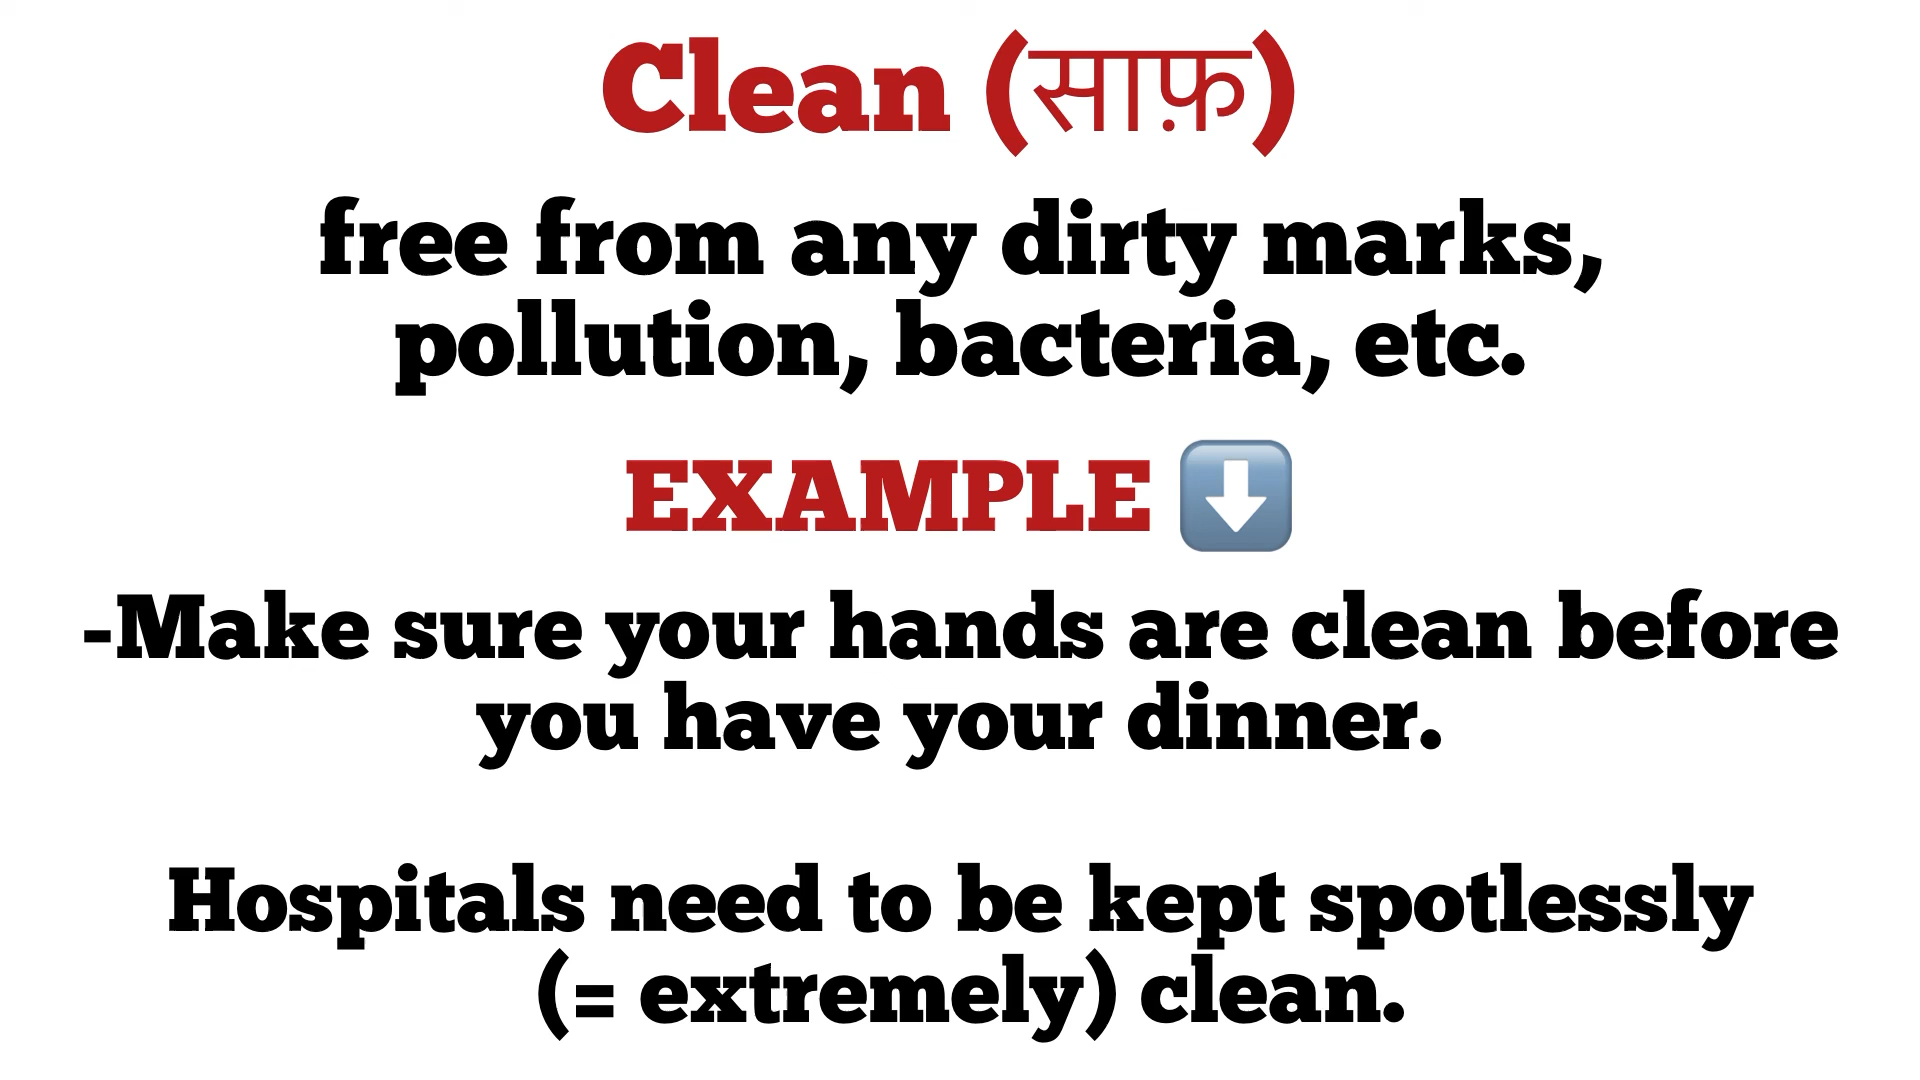 Clean (साफ़)
free from any dirty marks,
pollution, bacteria, etc.
EXAMPLE ⬇️
-Make sure your hands are clean before
you have your dinner.
Hospitals need to be kept spotlessly
(= extremely) clean.